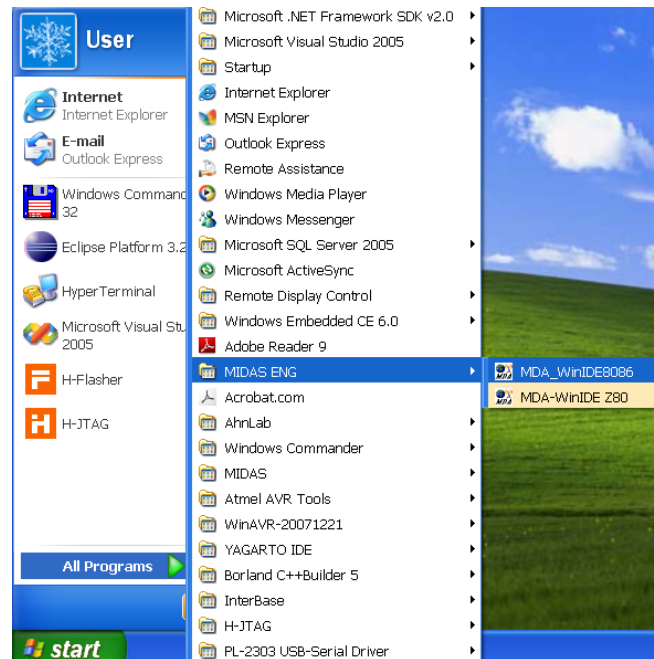 User
Internet
Internet Explorer
E-mail
Outlook Express
Windows Command
32
Eclipse Platform 3.2
HyperTerminal
Microsoft Visual Stu
2005
H-Flasher
H-JTAG
All Programs
start
Microsoft .NET Framework SDK v2.0
Microsoft Visual Studio 2005
Startup
Internet Explorer
MSN Explorer
Outlook Express
Remote Assistance
Windows Media Player
Windows Messenger
Microsoft SQL Server 2005
Microsoft ActiveSync
Remote Display Control
Windows Embedded CE 6.0
Adobe Reader 9
MIDAS ENG
Acrobat.com
AhnLab
Windows Commander
MIDAS
Atmel AVR Tools
WinAVR-20071221
YAGARTO IDE
Borland C++Builder 5
InterBase
H-JTAG
PL-2303 USB-Serial Driver
MDA_WinIDE8086
MDA-WinIDE Z80